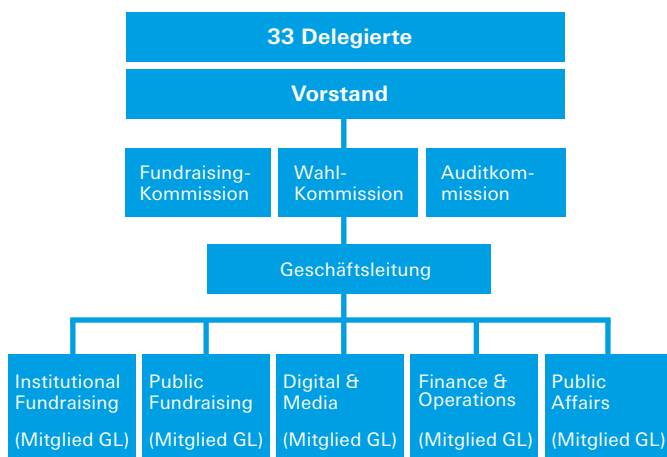 33 Delegierte
Vorstand
Fundraising-
Kommission
Wahl-
Kommission
Auditkom-
mission
Geschäftsleitung
Institutional
Fundraising
(Mitglied GL)
Public
Fundraising
(Mitglied GL)
Digital &
Media
(Mitglied GL)
Finance &
Operations
(Mitglied GL)
Public
Affairs
(Mitglied GL)